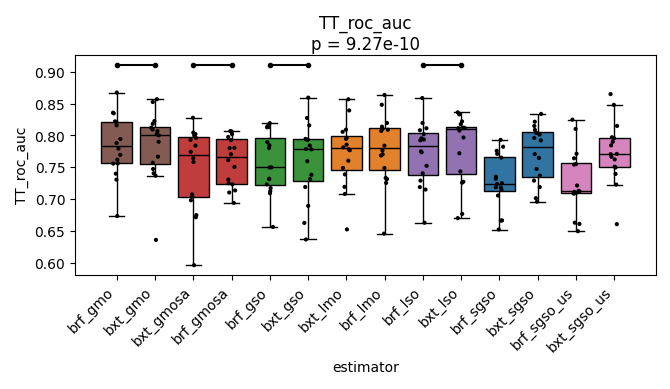 TT_roc_auc
p = 9.27e-10
TT_roc_auc
0.90
0.85
0.80
0.75
0.70
0.65
0.60
brf_gmo
bxt_gmo
bxt_gmosa
brf_gmosa
brf_gso
bxt_gso
bxt_lmo
brf_lmo
brf_lso
bxt_lso
brf_sgso
bxt_sgso
brf_sgso_us
bxt_sgso_us
estimator